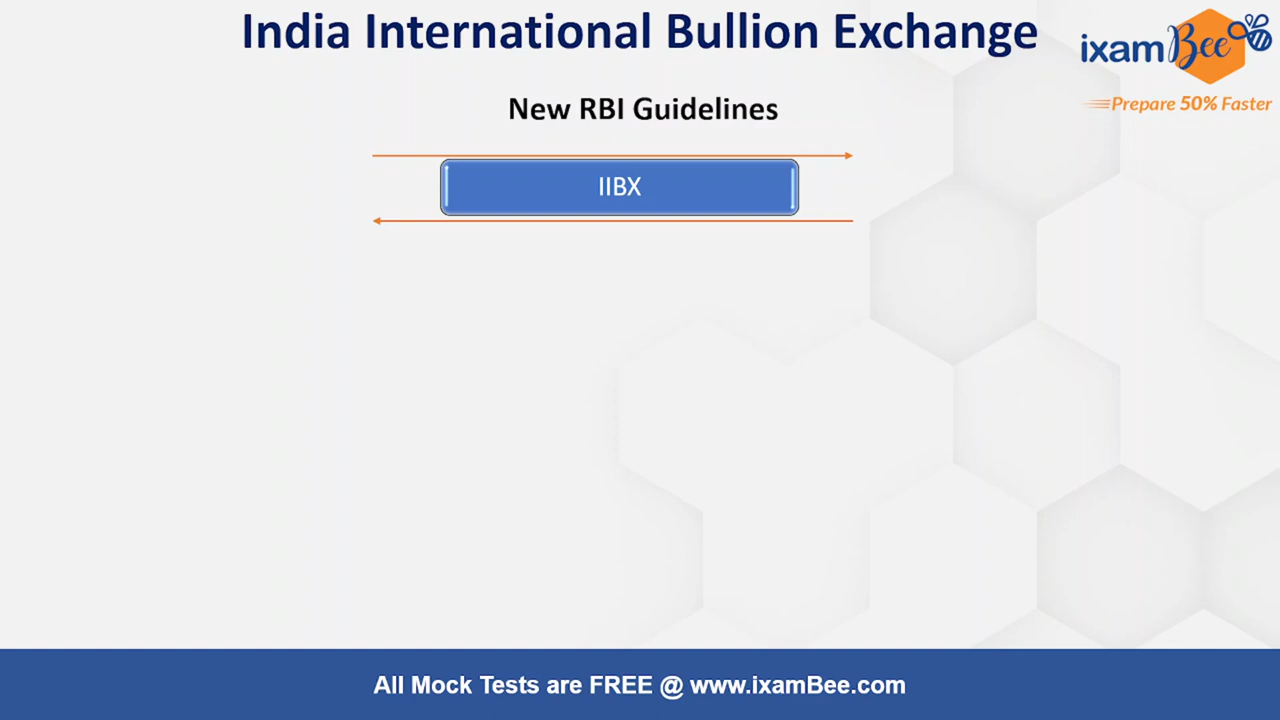 India International Bullion Exchange
ixamBee
Prepare 50% Faster
New RBI Guidelines
IIBX
All Mock Tests are FREE @ www.ixamBee.com